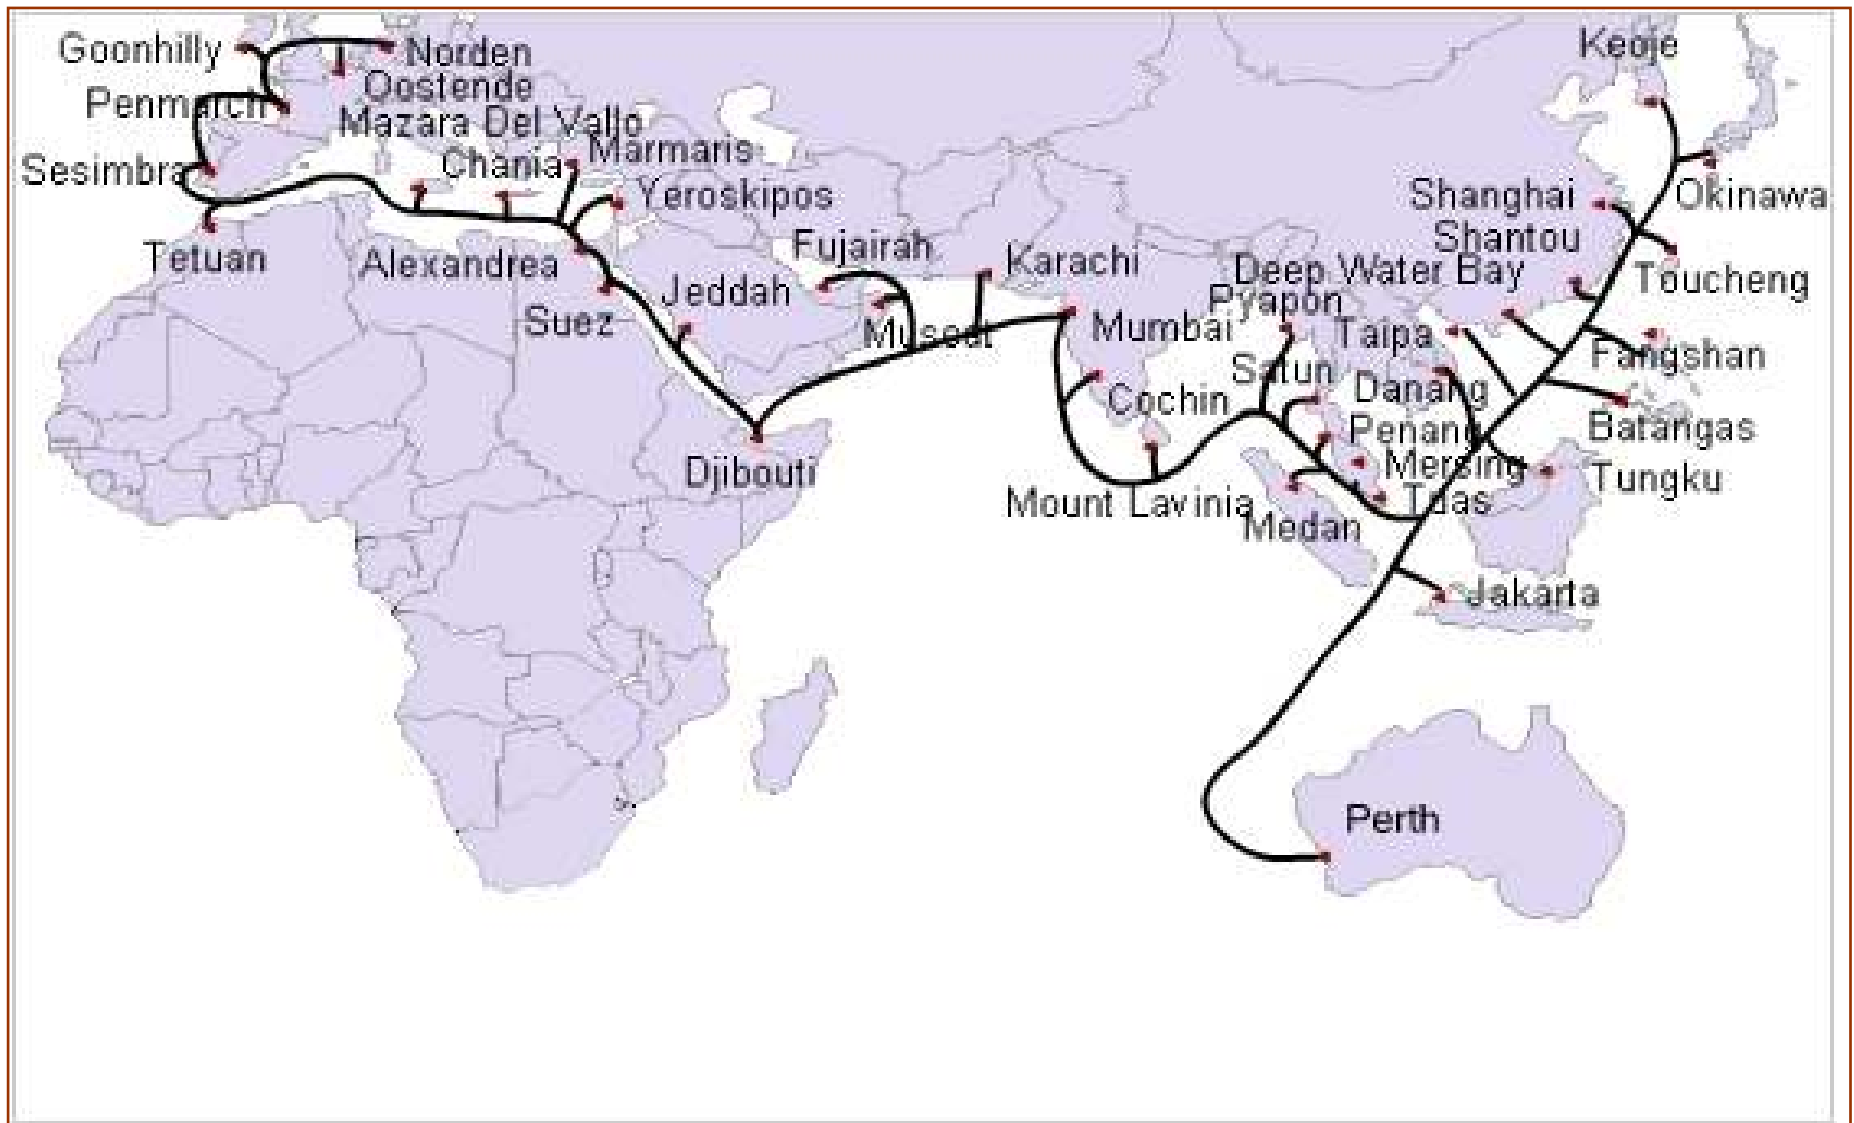 Goonhilly
Norden
Keoje
Oostende
Penmarch
Mazara Del Vallo
Chania
Marmaris
Sesimbra
Yeroskipos
Shanghai
Okinawa
Shantou
Tetuan
Alexandrea
Fujairah
Karachi
Deep Water Bay
Toucheng
Jeddah
Pyapon
Suez
Muscat
Mumbai
Taipa
Fangshan
Satun
Danang
Cochin
Penang
Batangas
Djibouti
Mersing
Tungku
Mount Lavinia
Tuas
Medan
Jakarta
Perth